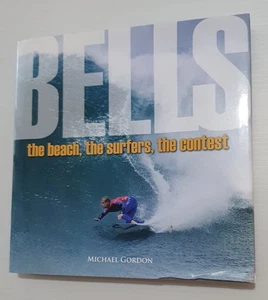 BELLS
the beach, the surfers, the contest
MICHAEL GORDON